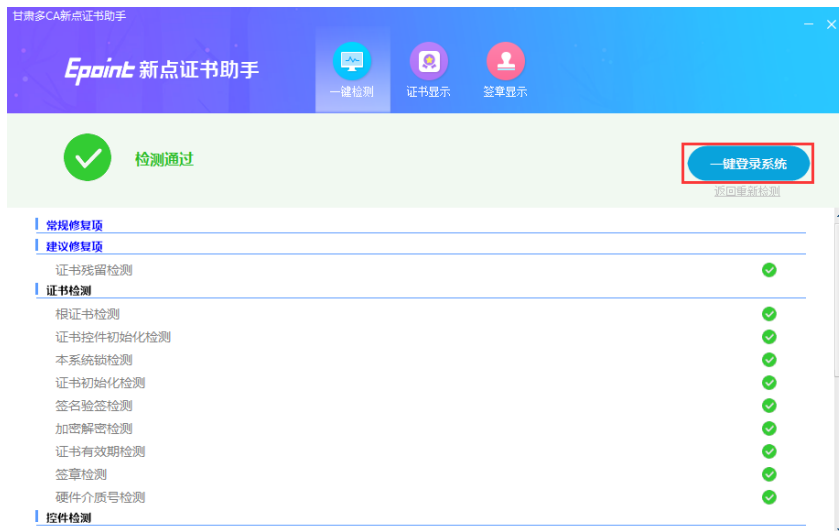 甘肃多CA新点证书助手
Epoint 新点证书助手
一键检测 证书显示 签章显示
检测通过
一键登录系统
返回重新检测
常规修复项
建议修复项
证书残留检测
证书检测
根证书检测
证书控件初始化检测
本系统锁检测
证书初始化检测
签名验签检测
加密解密检测
证书有效期检测
签章检测
硬件介质号检测
控件检测